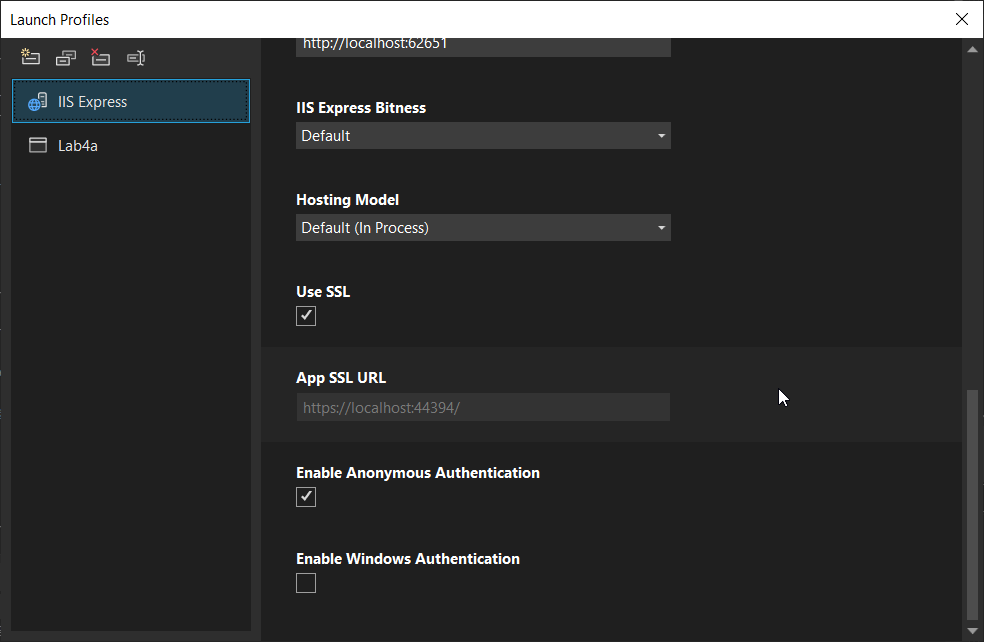 Launch Profiles
IIS Express
Lab4a
http://localhost:62651
IIS Express Bitness
Default
Hosting Model
Default (In Process)
Use SSL
App SSL URL
https://localhost:44394/
Enable Anonymous Authentication
Enable Windows Authentication